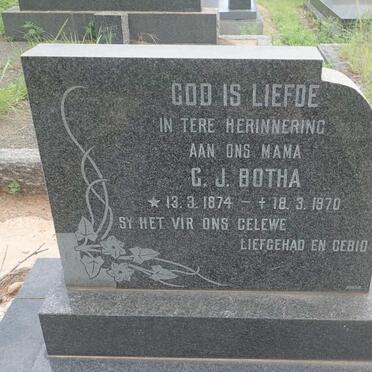 GOD IS LIEFDE
IN TERE HERINNERING
AAN ONS MAMA
C. J. BOTHA
★ 13.3.1874 – ✝ 18.3.1970
SY HET VIR ONS GELEWE
LIEFGEHAD EN GEBID